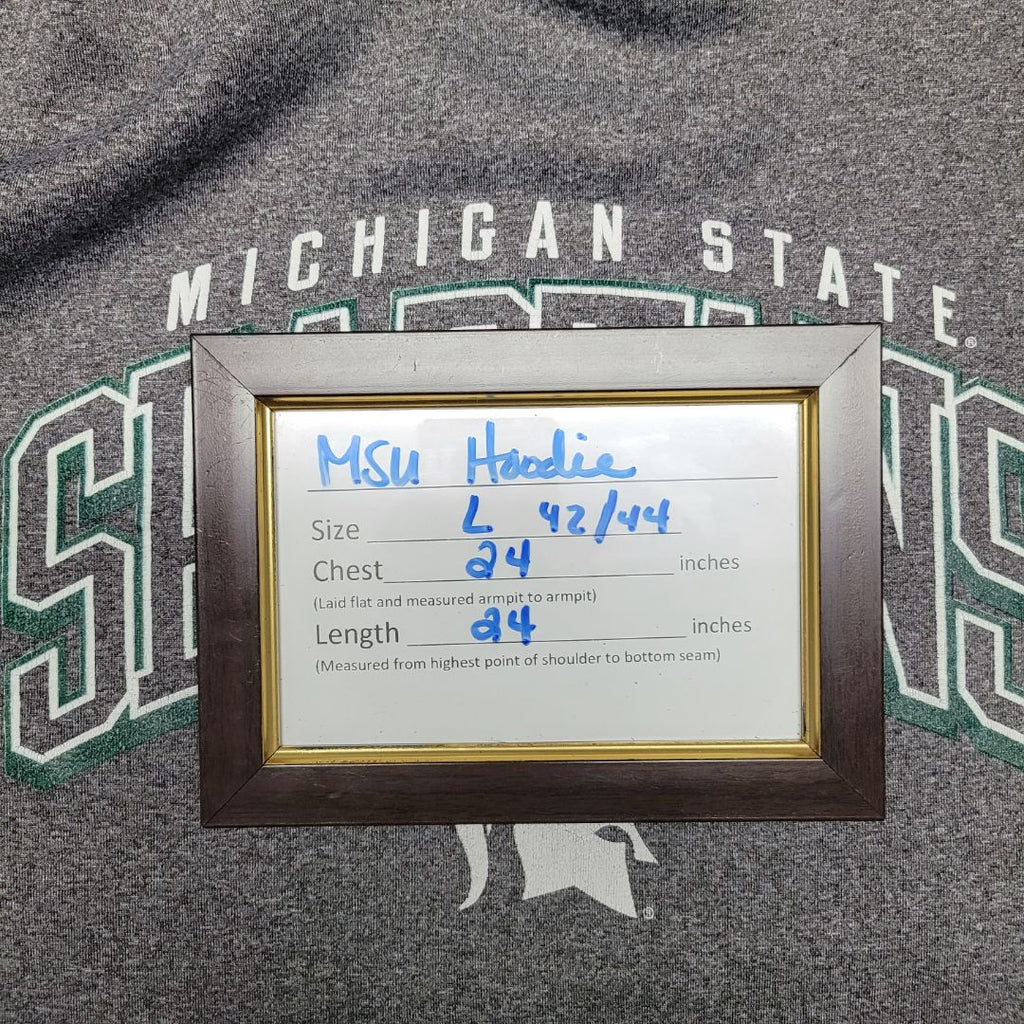 MICHIGAN STATE®
MSU Hoodie
Size L 42/44
Chest 24 inches
(Laid flat and measured armpit to armpit)
Length 24 inches
(Measured from highest point of shoulder to bottom seam)
®